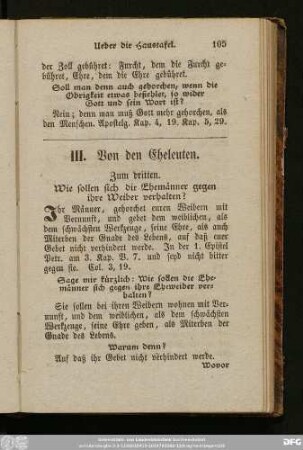 Ueber die Haustafel. 105
der Zoll gebühret: Furcht, dem die Furcht ge-
bühret, Ehre, dem die Ehre gebühret.
Soll man denn auch gehorchen, wenn die
Obrigkeit etwas befiehlet, so wider
Gott und sein Wort ist?
Nein; denn man muß Gott mehr gehorchen, als
den Menschen. Apostelg. Kap. 4, 19. Kap. 5, 29.
III. Von den Eheleuten.
Zum dritten.
Wie sollen sich die Ehemänner gegen
ihre Weiber verhalten?
Ihr Männer, gehorchet euren Weibern mit
Vernunft, und gebet dem weiblichen, als
dem schwächsten Werkzeuge, seine Ehre, als auch
Miterben der Gnade des Lebens, auf daß euer
Gebet nicht verhindert werde. In der 1. Epistel
Petr. am 3. Kap. V. 7. und seyd nicht bitter
gegen sie. Col. 3, 19.
Sage mir kürzlich: Wie sollen die Ehe-
männer sich gegen ihre Eheweiber ver-
halten?
Sie sollen bei ihren Weibern wohnen mit Ver-
nunft, und dem weiblichen, als dem schwächsten
Werkzeuge, seine Ehre geben, als Miterben der
Gnade des Lebens.
Warum denn?
Auf daß ihr Gebet nicht verhindert werde.
Wovor